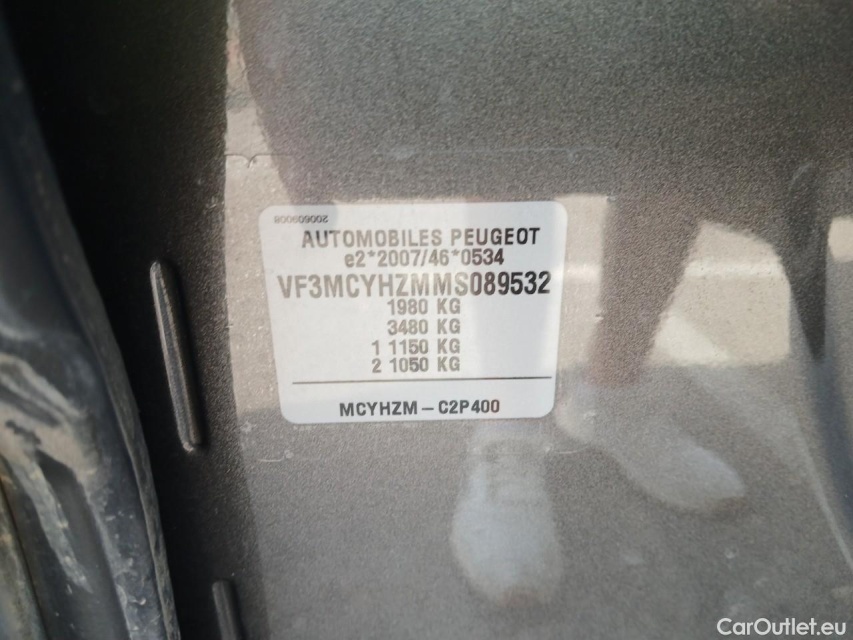 200609008
AUTOMOBILES PEUGEOT
e2*2007/46*0534
VF3MCYHZMMS089532
1980 KG
3480 KG
1 1150 KG
2 1050 KG
MCYHZM – C2P400
CarOutlet.eu